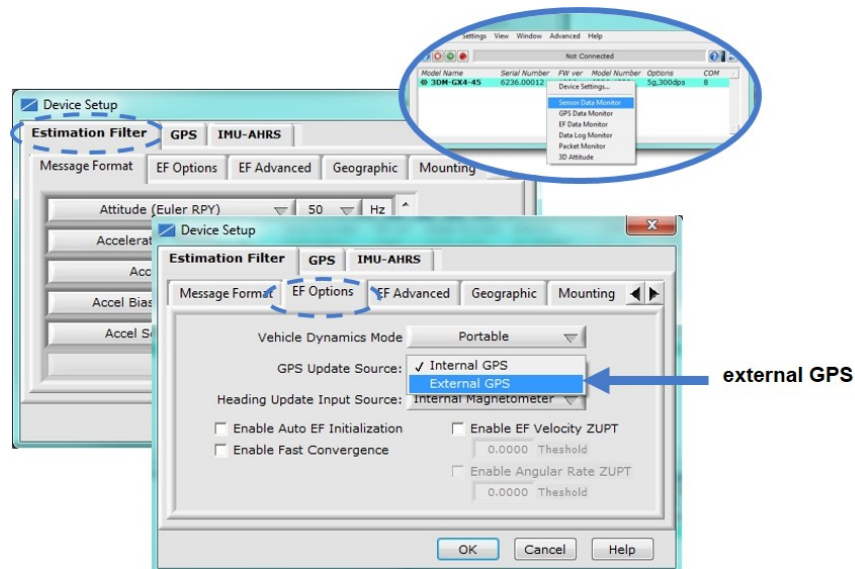 Settings View Window Advanced Help
Not Connected
Model Name Serial Number FW ver Model Number Options COM
3DM-GX4-45 6236.00012 5g,300dps 8
Device Settings...
Sensor Data Monitor
GPS Data Monitor
EF Data Monitor
Data Log Monitor
Packet Monitor
3D Attitude
Device Setup
Estimation Filter GPS IMU-AHRS
Message Format EF Options EF Advanced Geographic Mounting
Attitude (Euler RPY) 50 Hz
Accelerat
Acc
Accel Bias
Accel S
Device Setup
Estimation Filter GPS IMU-AHRS
Message Format EF Options EF Advanced Geographic Mounting
Vehicle Dynamics Mode Portable
GPS Update Source: ✓ Internal GPS
External GPS
Heading Update Input Source: Internal Magnetometer
Enable Auto EF Initialization Enable EF Velocity ZUPT
Enable Fast Convergence 0.0000 Theshold
Enable Angular Rate ZUPT
0.0000 Theshold
OK Cancel Help
external GPS